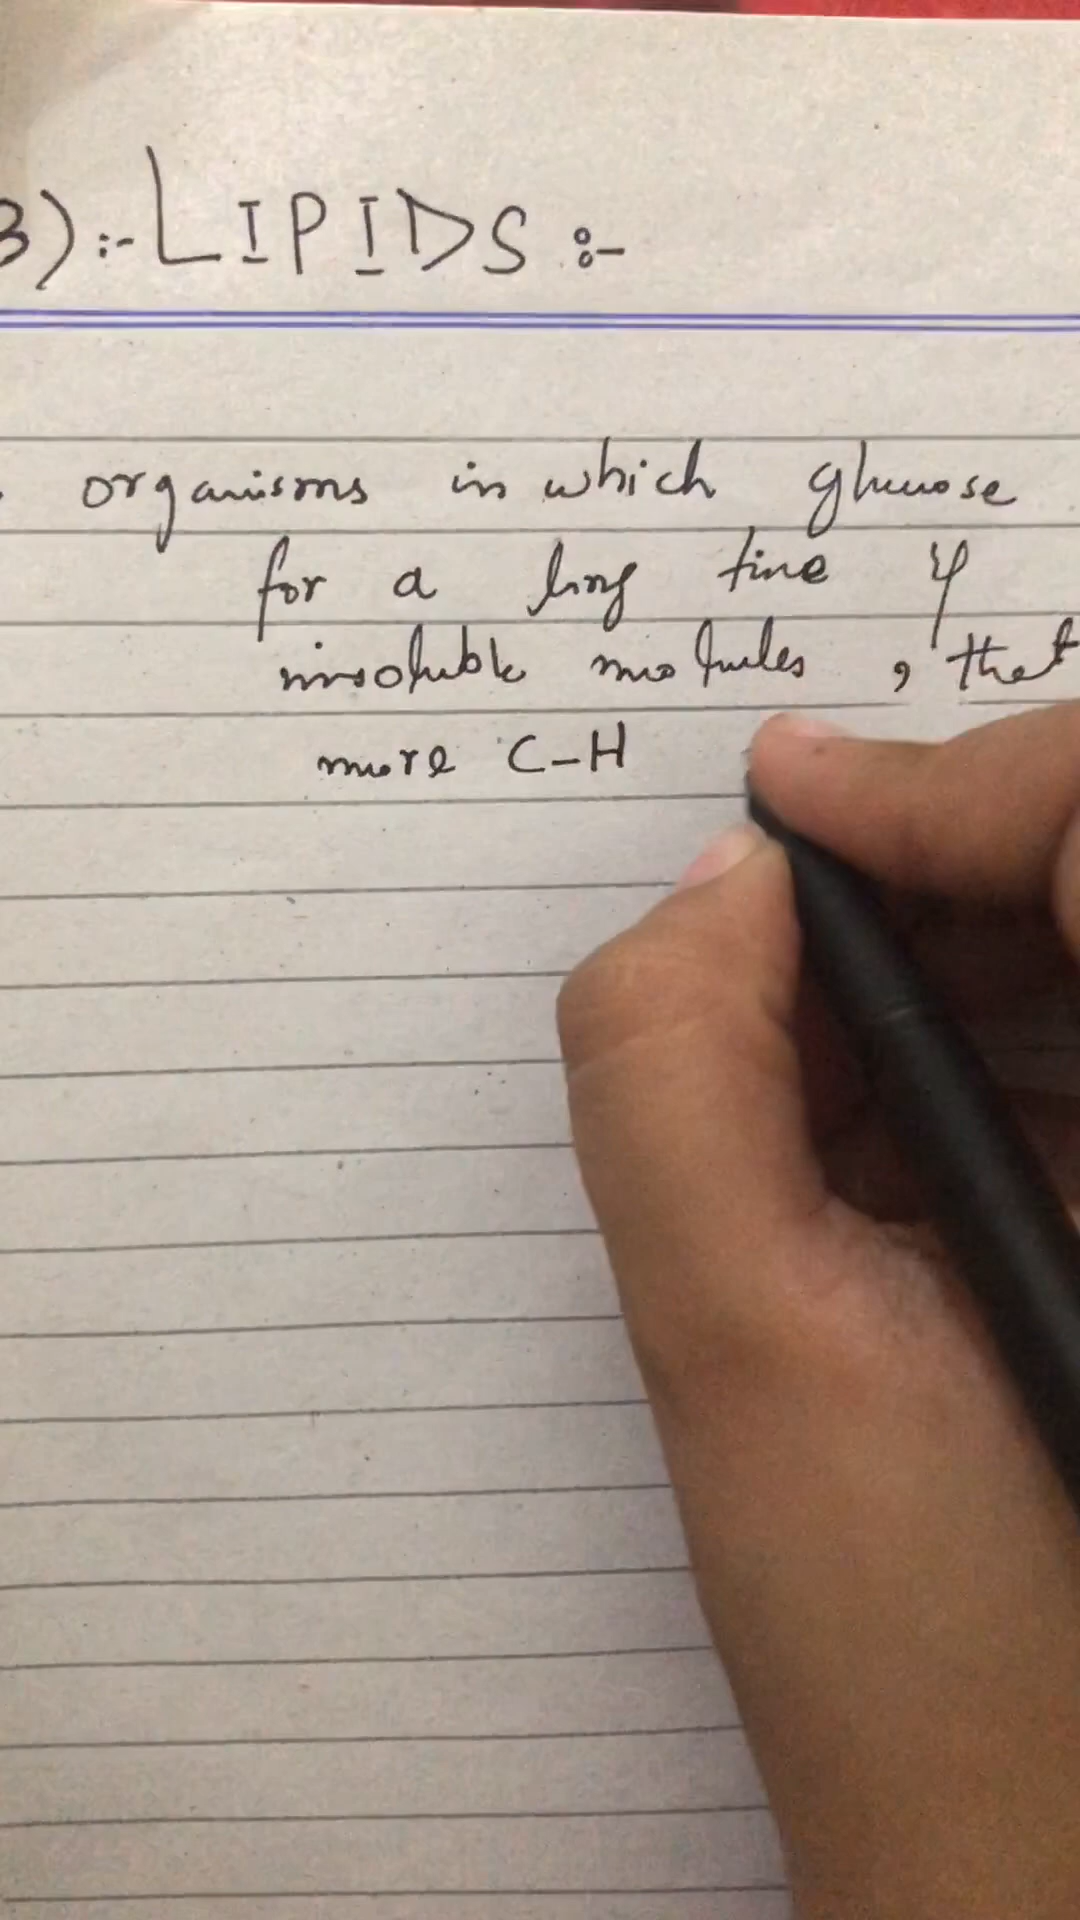 3):- LIPIDS :-
organisms in which glucose
for a long time if
insoluble molecules , that
more C-H